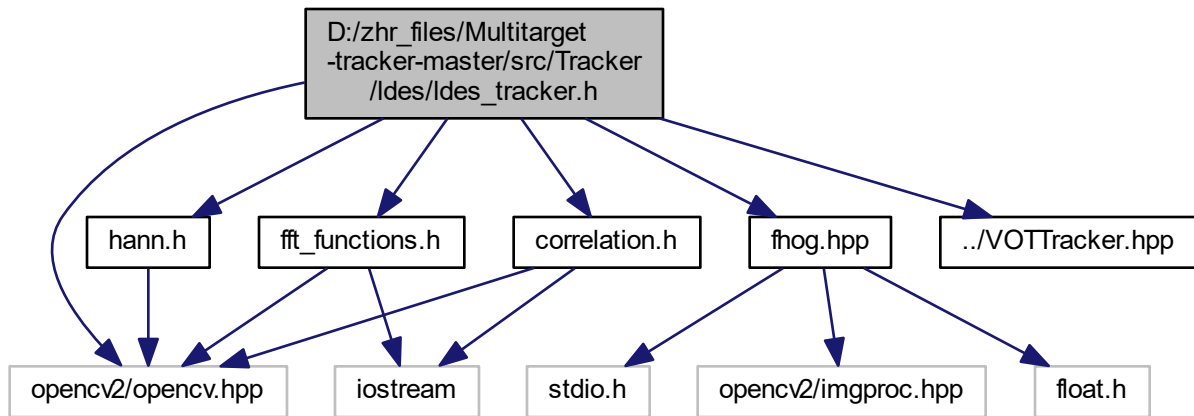 D:/zhr_files/Multitarget
-tracker-master/src/Tracker
/ldes/ldes_tracker.h
hann.h
fft_functions.h
correlation.h
fhog.hpp
../VOTTracker.hpp
opencv2/opencv.hpp
iostream
stdio.h
opencv2/imgproc.hpp
float.h